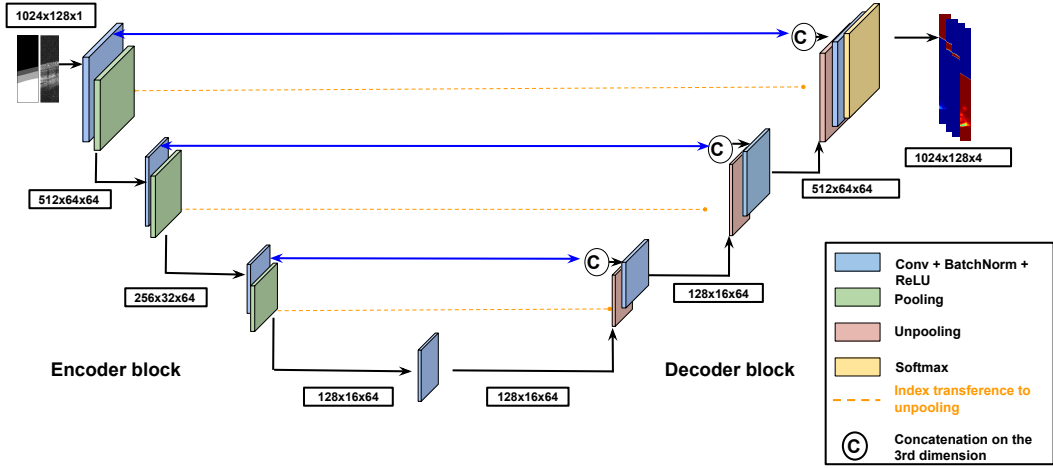 1024x128x1
C
C
1024x128x4
512x64x64
512x64x64
C
256x32x64
128x16x64
Encoder block
Decoder block
128x16x64
128x16x64
Conv + BatchNorm +
ReLU
Pooling
Unpooling
Softmax
Index transference to
unpooling
C
Concatenation on the
3rd dimension